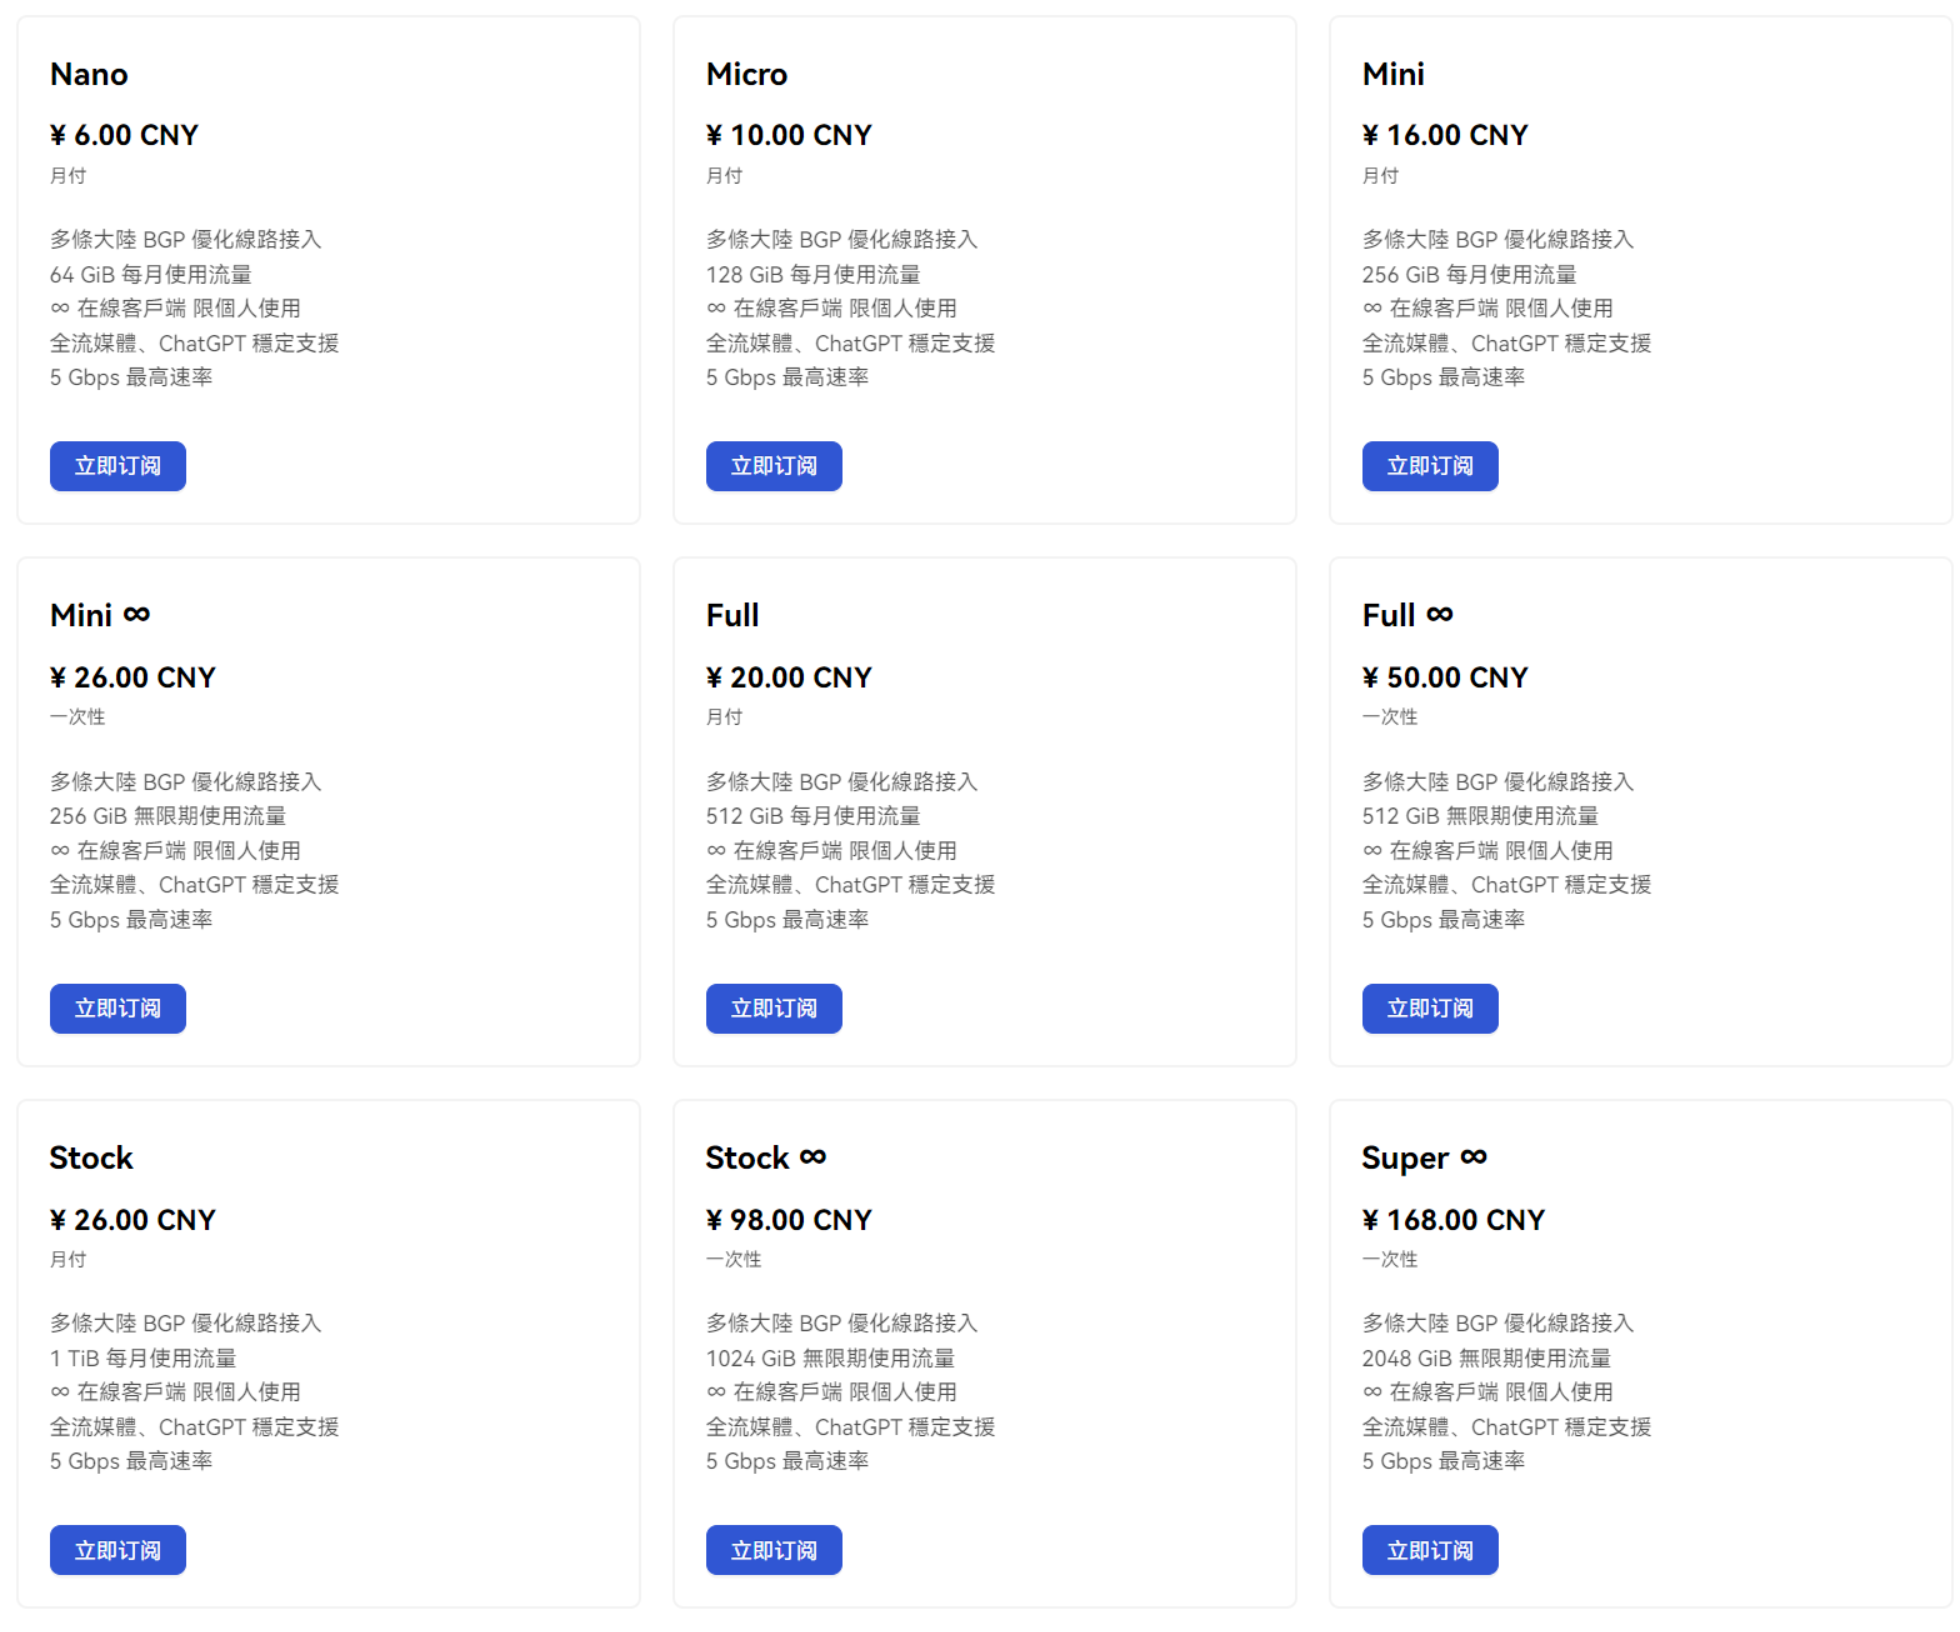 Nano
¥ 6.00 CNY
月付
多條大陸 BGP 優化線路接入
64 GiB 每月使用流量
∞ 在線客戶端 限個人使用
全流媒體、ChatGPT 穩定支援
5 Gbps 最高速率
立即订阅
Micro
¥ 10.00 CNY
月付
多條大陸 BGP 優化線路接入
128 GiB 每月使用流量
∞ 在線客戶端 限個人使用
全流媒體、ChatGPT 穩定支援
5 Gbps 最高速率
立即订阅
Mini
¥ 16.00 CNY
月付
多條大陸 BGP 優化線路接入
256 GiB 每月使用流量
∞ 在線客戶端 限個人使用
全流媒體、ChatGPT 穩定支援
5 Gbps 最高速率
立即订阅
Mini ∞
¥ 26.00 CNY
一次性
多條大陸 BGP 優化線路接入
256 GiB 無限期使用流量
∞ 在線客戶端 限個人使用
全流媒體、ChatGPT 穩定支援
5 Gbps 最高速率
立即订阅
Full
¥ 20.00 CNY
月付
多條大陸 BGP 優化線路接入
512 GiB 每月使用流量
∞ 在線客戶端 限個人使用
全流媒體、ChatGPT 穩定支援
5 Gbps 最高速率
立即订阅
Full ∞
¥ 50.00 CNY
一次性
多條大陸 BGP 優化線路接入
512 GiB 無限期使用流量
∞ 在線客戶端 限個人使用
全流媒體、ChatGPT 穩定支援
5 Gbps 最高速率
立即订阅
Stock
¥ 26.00 CNY
月付
多條大陸 BGP 優化線路接入
1 TiB 每月使用流量
∞ 在線客戶端 限個人使用
全流媒體、ChatGPT 穩定支援
5 Gbps 最高速率
立即订阅
Stock ∞
¥ 98.00 CNY
一次性
多條大陸 BGP 優化線路接入
1024 GiB 無限期使用流量
∞ 在線客戶端 限個人使用
全流媒體、ChatGPT 穩定支援
5 Gbps 最高速率
立即订阅
Super ∞
¥ 168.00 CNY
一次性
多條大陸 BGP 優化線路接入
2048 GiB 無限期使用流量
∞ 在線客戶端 限個人使用
全流媒體、ChatGPT 穩定支援
5 Gbps 最高速率
立即订阅